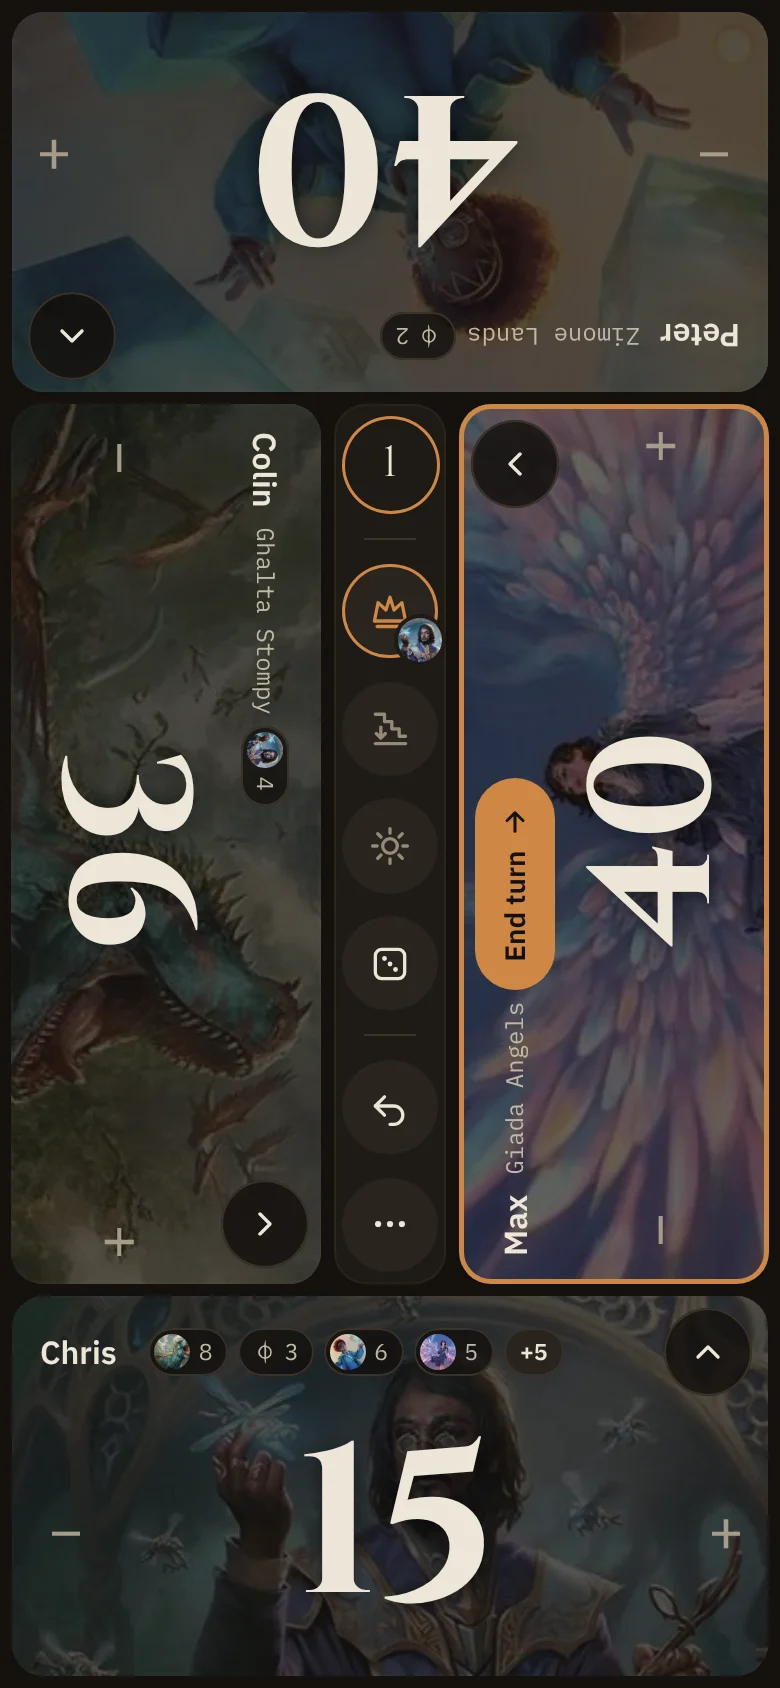 40
Peter Zimone Lands ϕ 2
Colin Ghalta Stompy 4
36
1
End turn →
40
Max Giada Angels
Chris 8 ϕ 3 6 5 +5
15